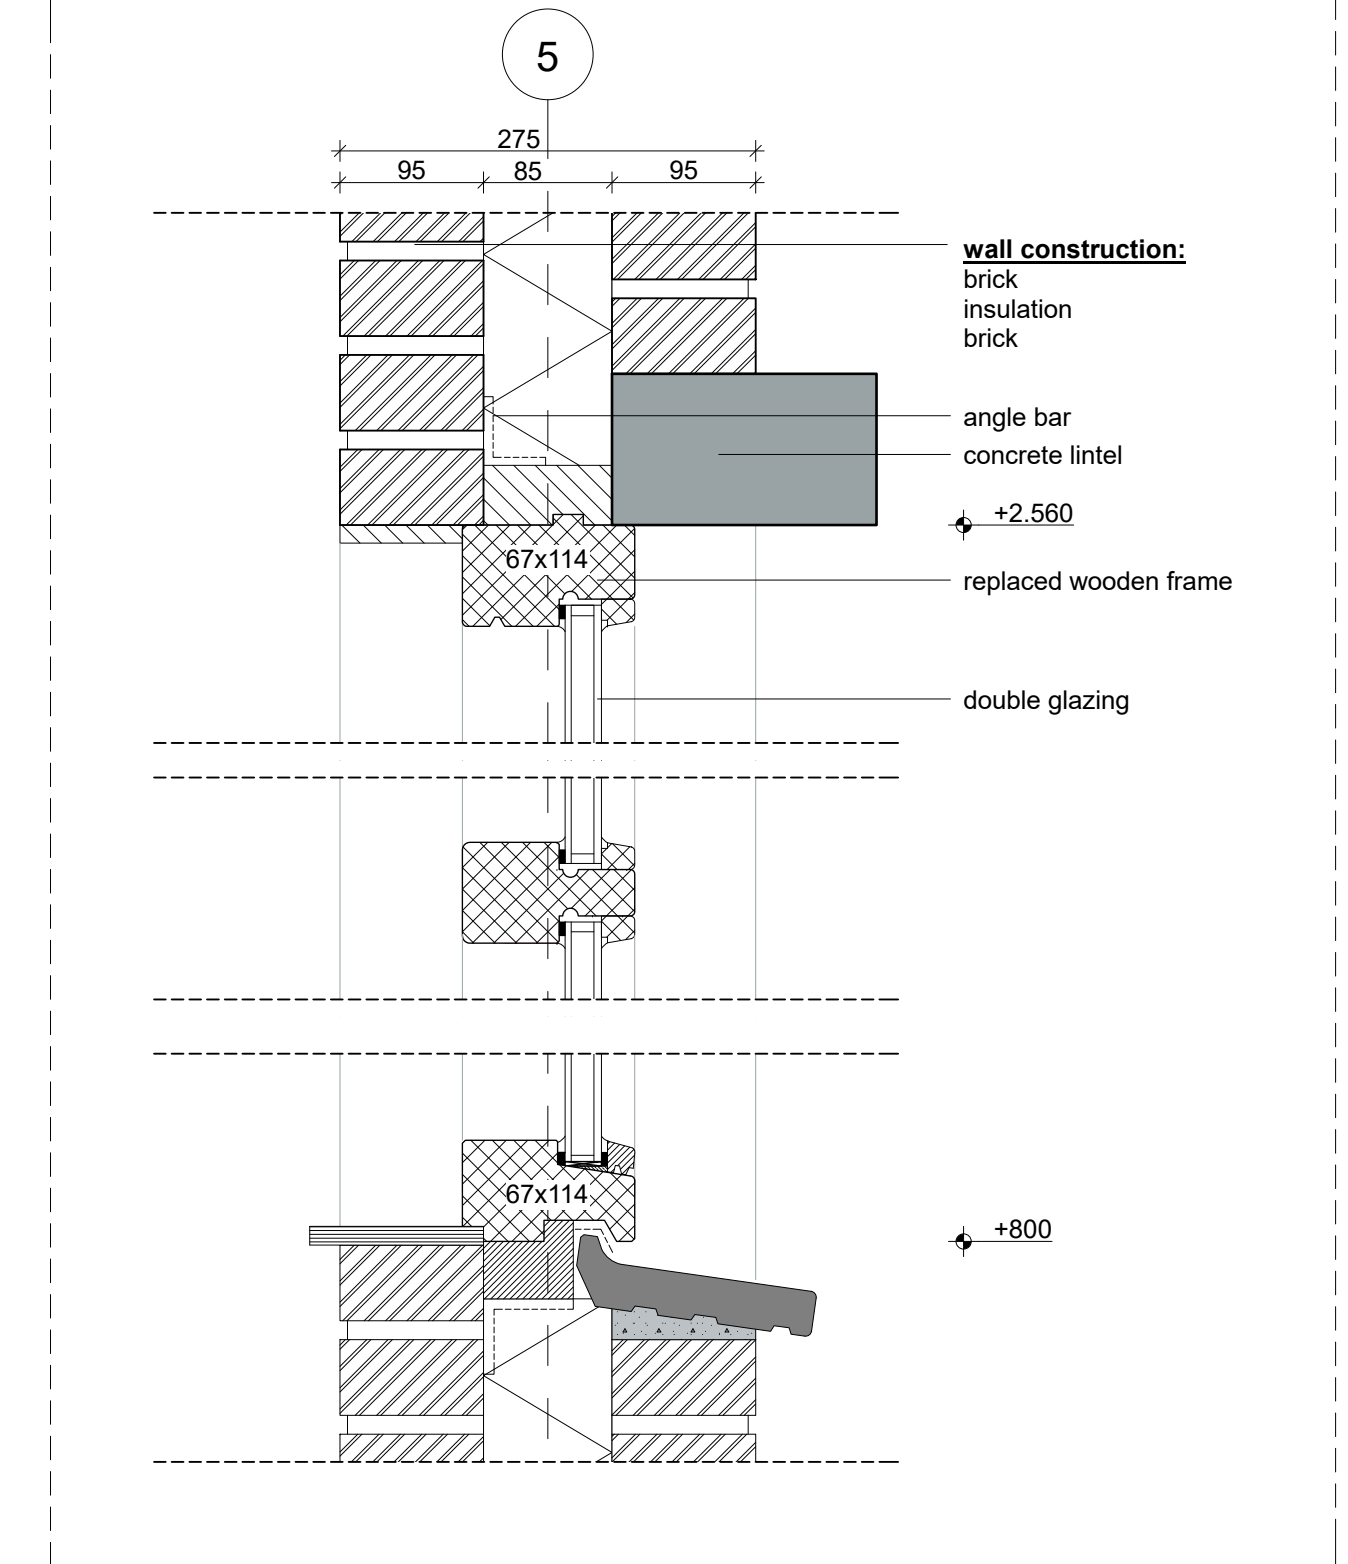 5
275
95 85 95
wall construction:
brick
insulation
brick
angle bar
concrete lintel
+2.560
67x114
replaced wooden frame
double glazing
67x114
+800